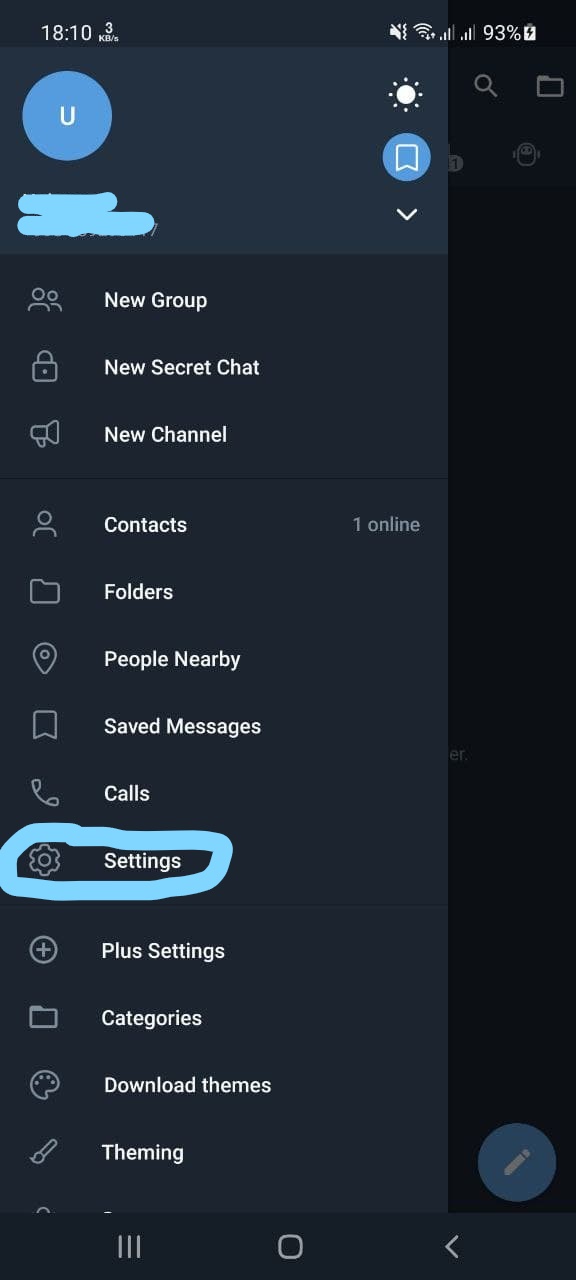 18:10 3 KB/s 93%
U
New Group
New Secret Chat
New Channel
Contacts 1 online
Folders
People Nearby
er.
Saved Messages
Calls
Settings
Plus Settings
Categories
Download themes
Theming